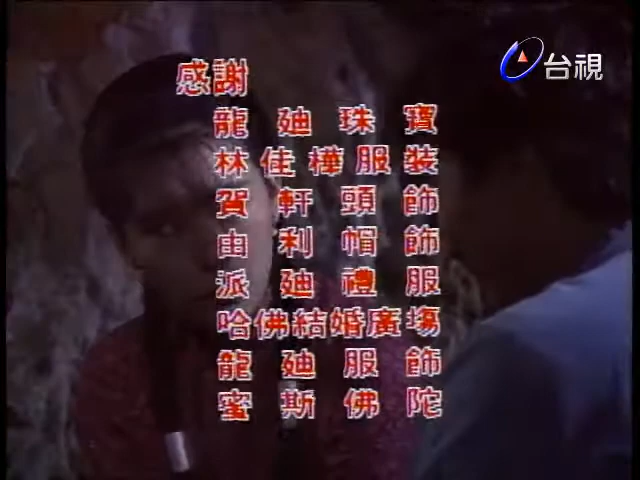 台視
感謝
龍廸珠寶
林佳樺服裝
賀軒頭飾
由利帽飾
派廸禮服
哈佛結婚廣場
龍廸服飾
蜜斯佛陀